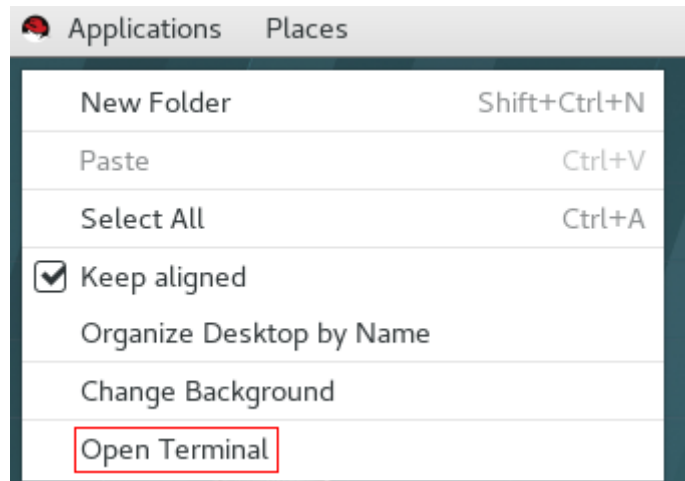 Applications Places
New Folder Shift+Ctrl+N
Paste Ctrl+V
Select All Ctrl+A
Keep aligned
Organize Desktop by Name
Change Background
Open Terminal